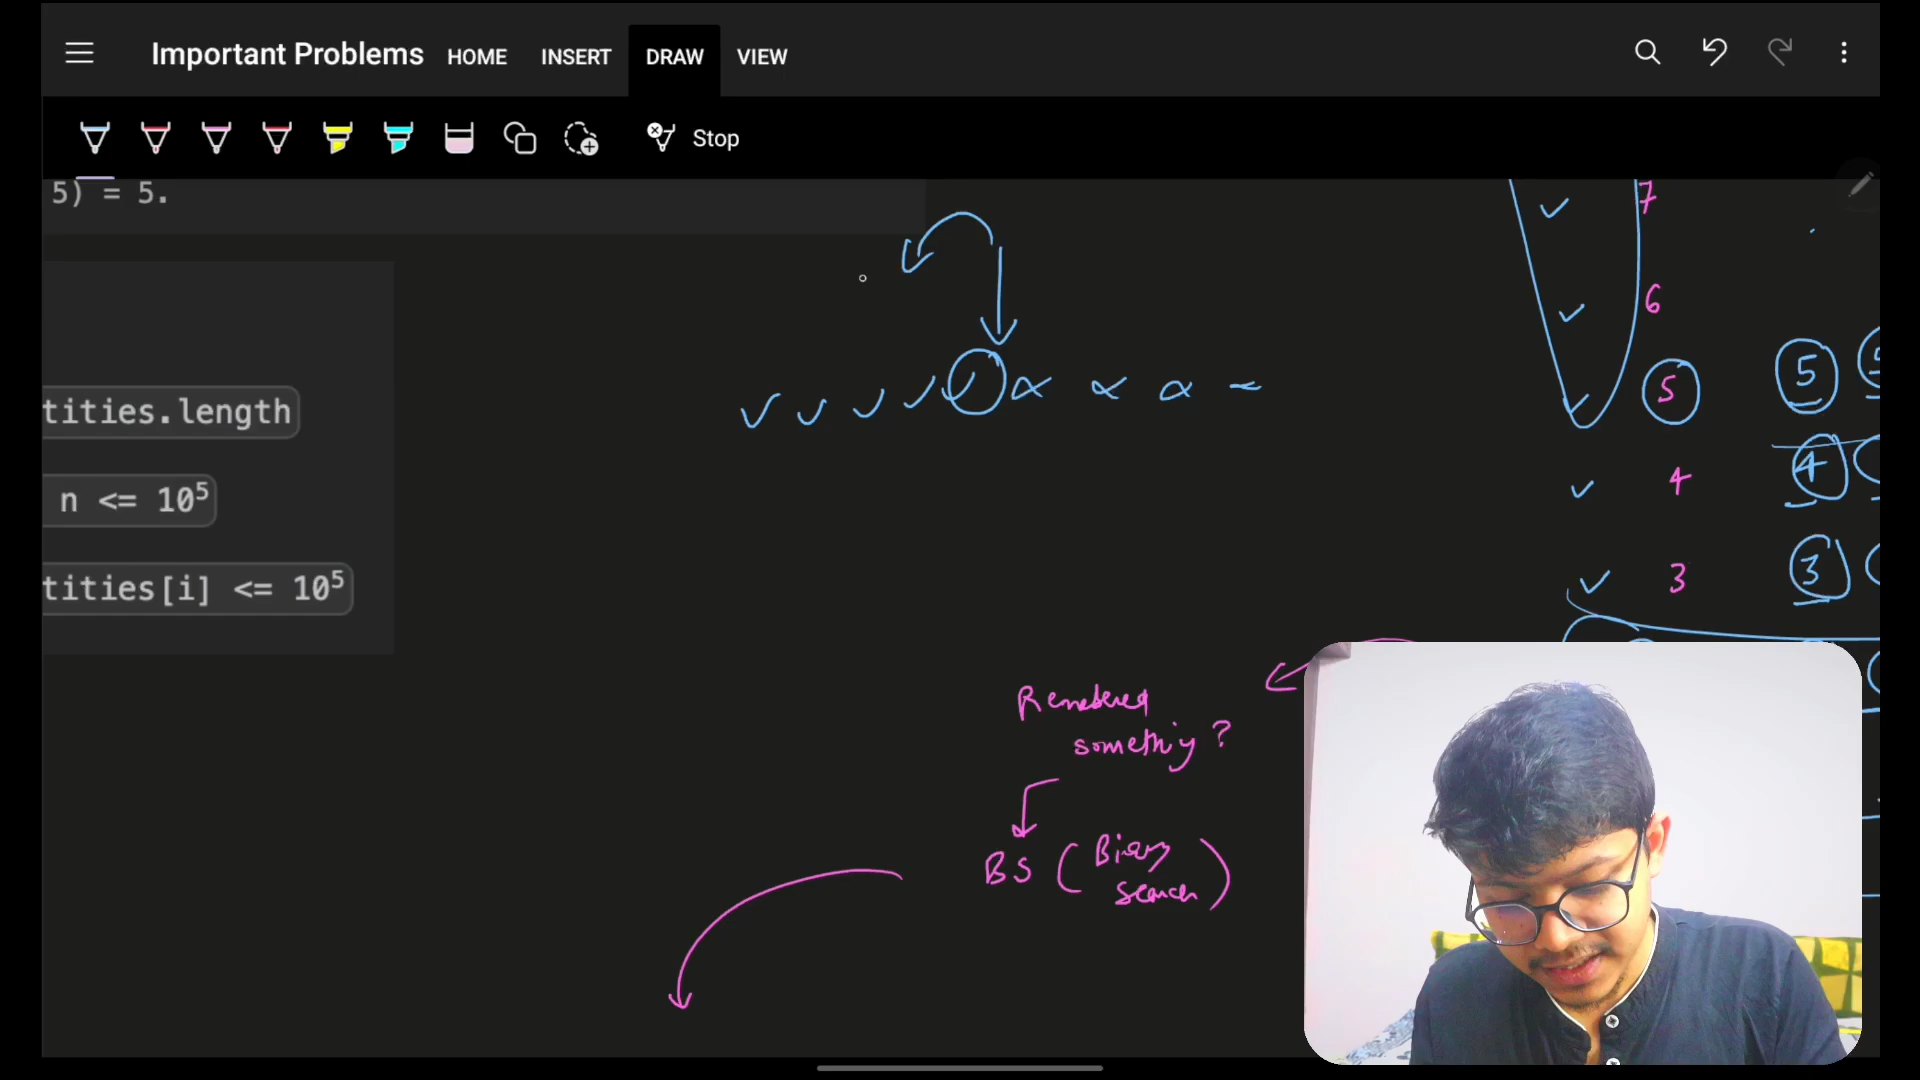 Important Problems HOME INSERT DRAW VIEW
Stop
5) = 5.
7
6
5 5
tities.length
4 4
n <= 10⁵
3 3
tities[i] <= 10⁵
something ?
BS ( Binary
search )